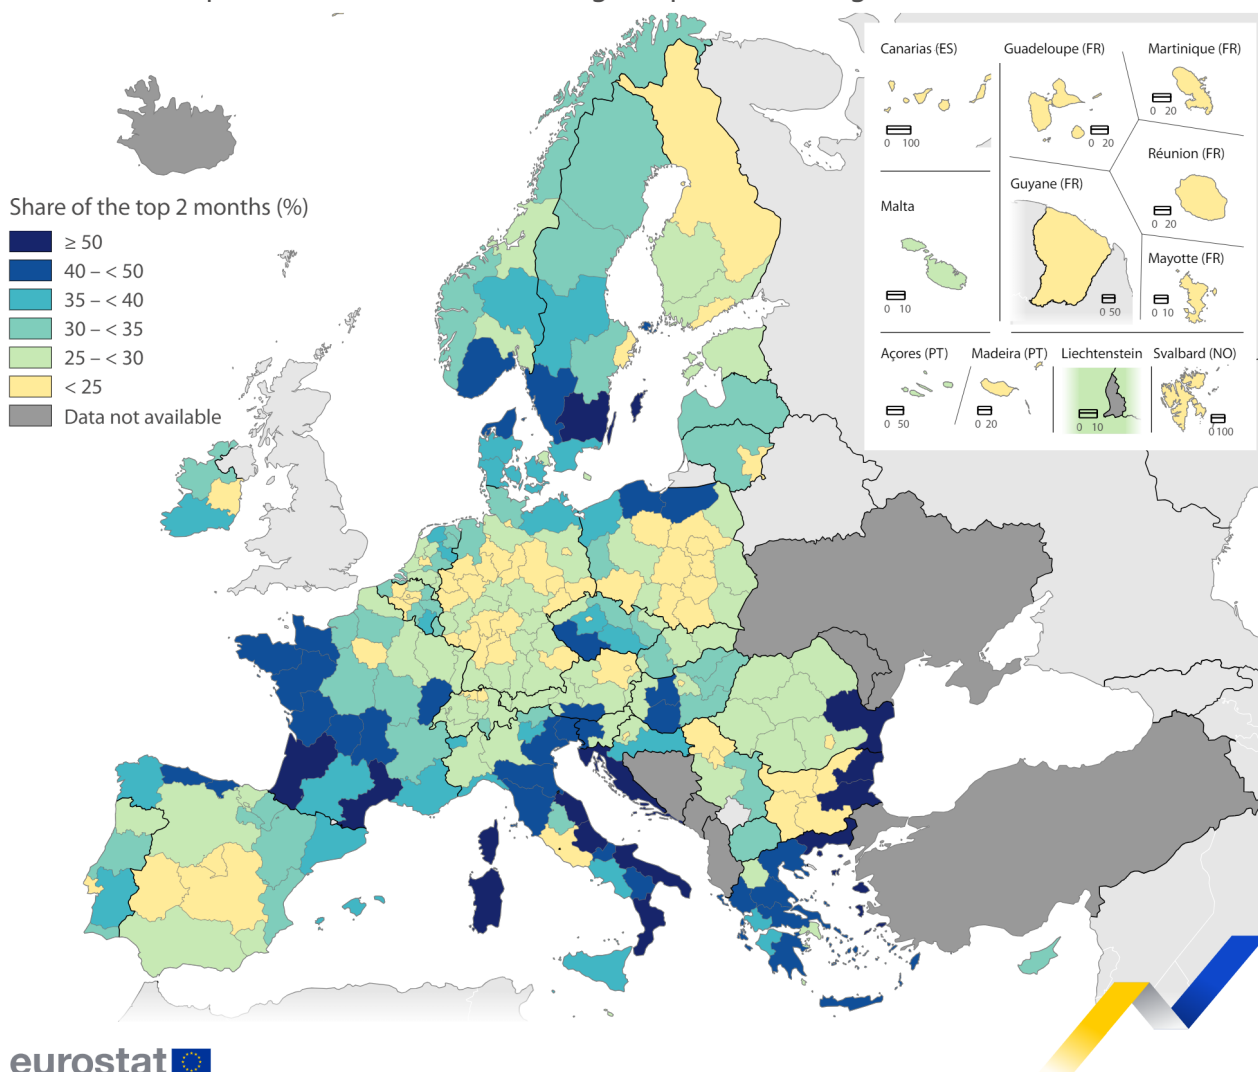 Share of the top 2 months (%)
≥ 50
40 – < 50
35 – < 40
30 – < 35
25 – < 30
< 25
Data not available
Canarias (ES)
0 100
Guadeloupe (FR)
0 20
Martinique (FR)
0 20
Réunion (FR)
0 20
Guyane (FR)
0 50
Mayotte (FR)
0 10
Malta
0 10
Açores (PT)
0 50
Madeira (PT)
0 20
Liechtenstein
0 10
Svalbard (NO)
0 100
eurostat